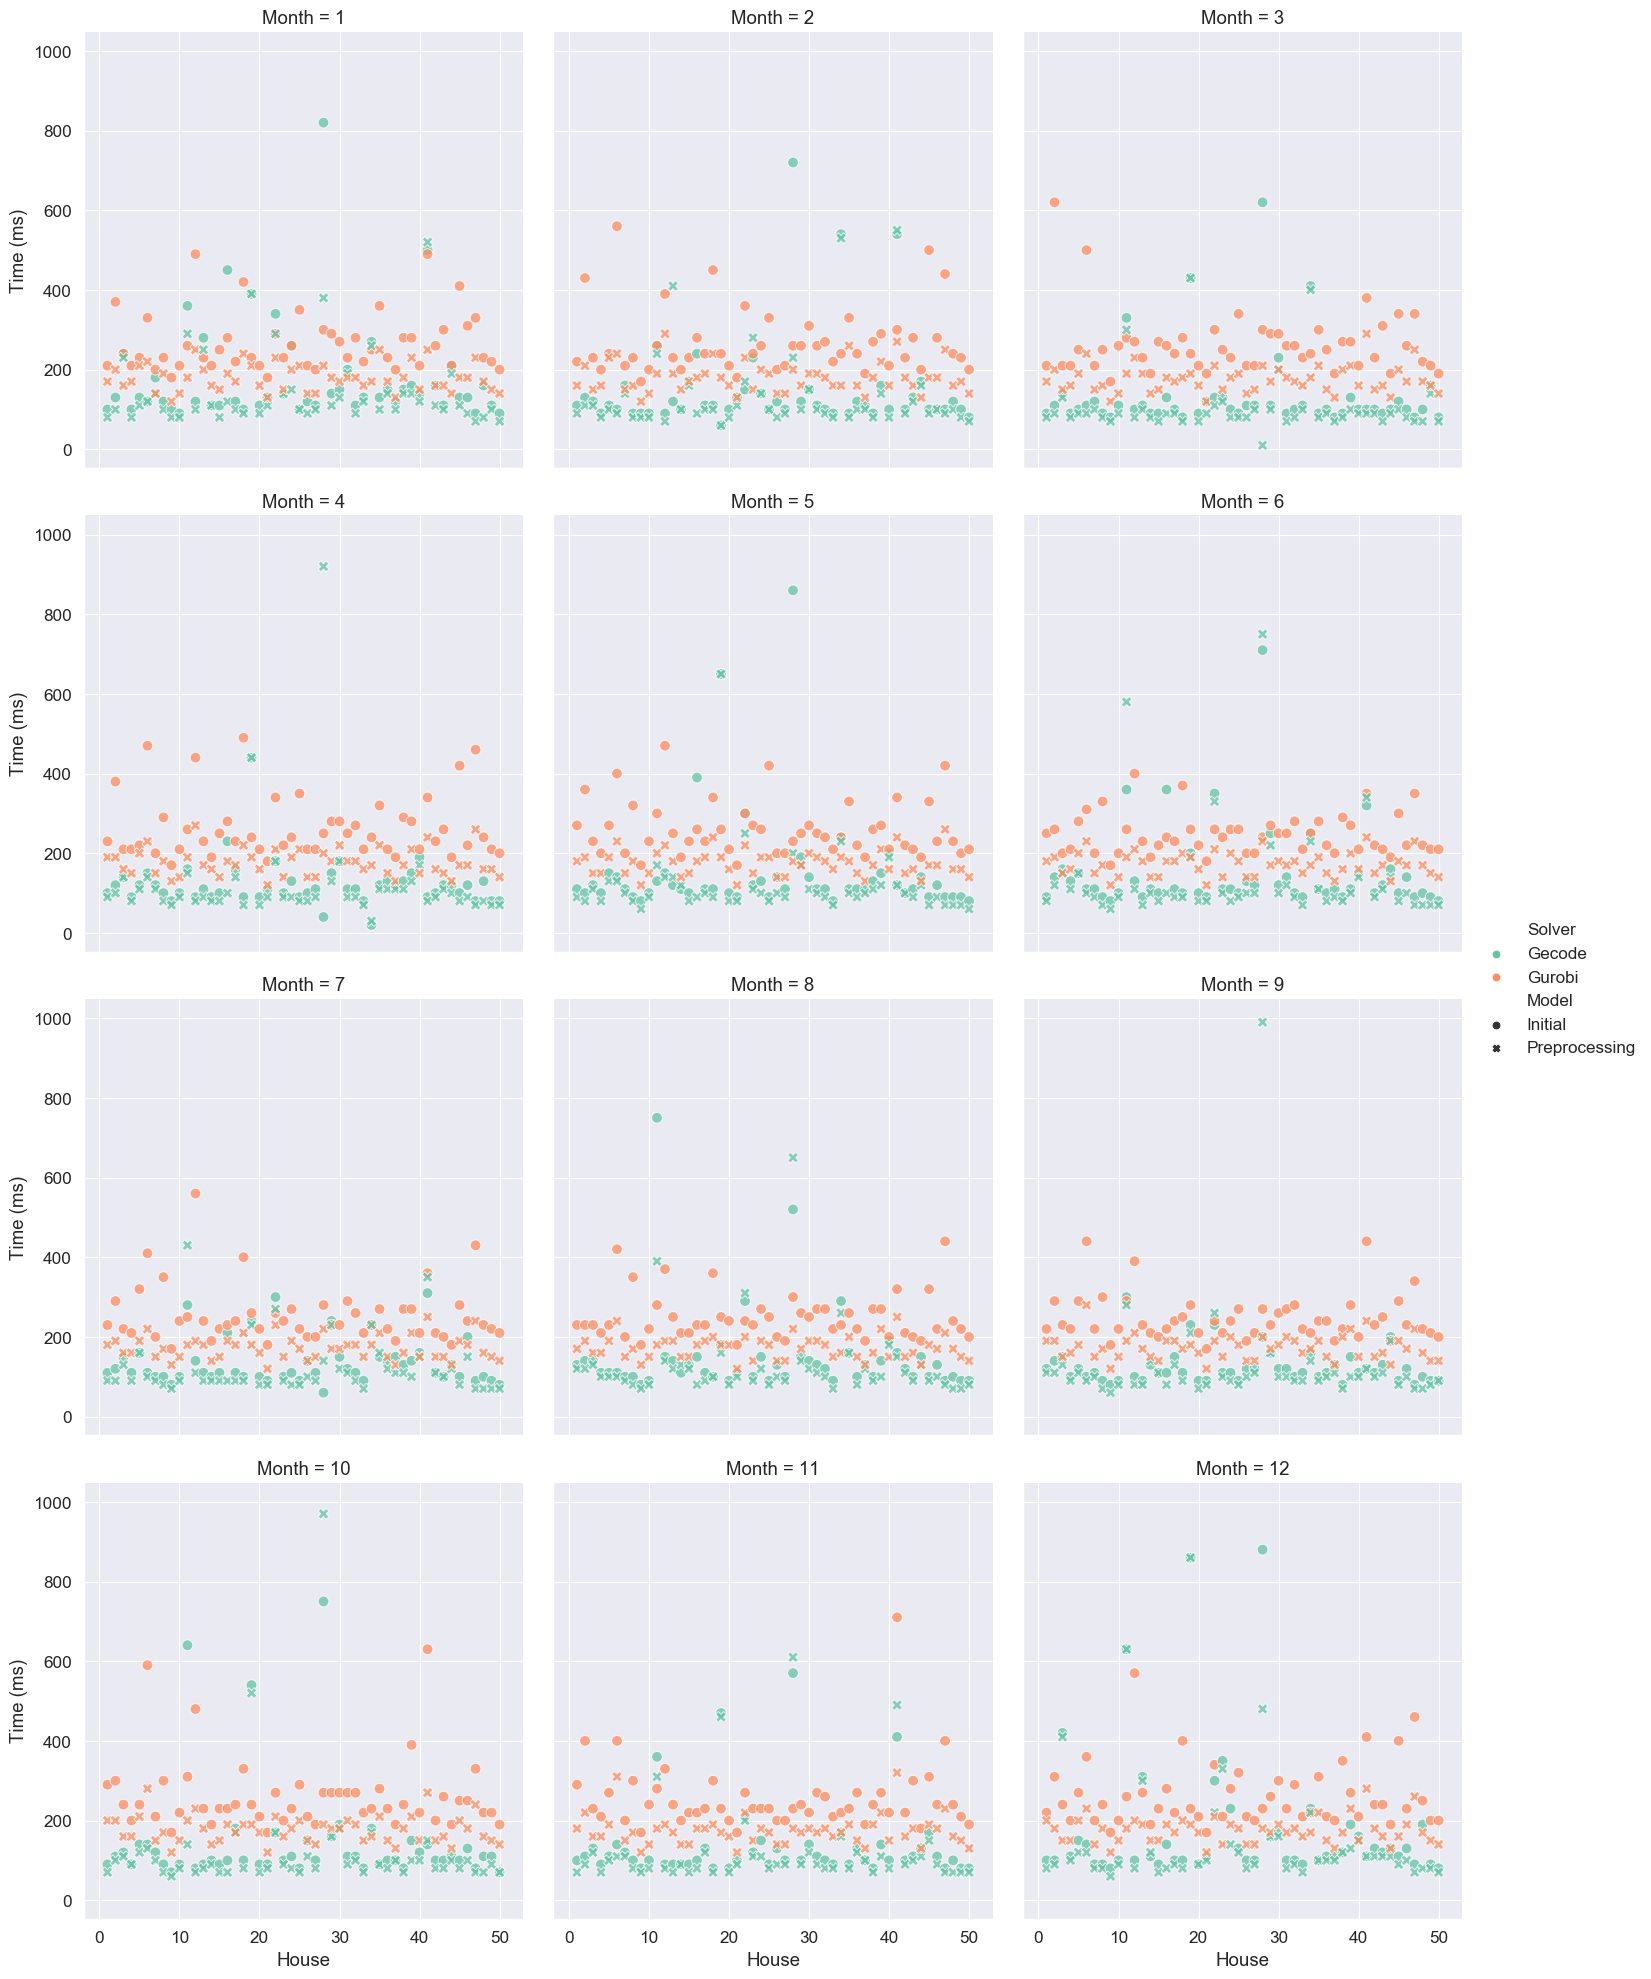 Month = 1
Month = 2
Month = 3
1000
800
600
400
200
0
Time (ms)
Month = 4
Month = 5
Month = 6
1000
800
600
400
200
0
Time (ms)
Solver
Gecode
Gurobi
Model
Initial
Preprocessing
Month = 7
Month = 8
Month = 9
1000
800
600
400
200
0
Time (ms)
Month = 10
Month = 11
Month = 12
1000
800
600
400
200
0
Time (ms)
0 10 20 30 40 50
0 10 20 30 40 50
0 10 20 30 40 50
House
House
House